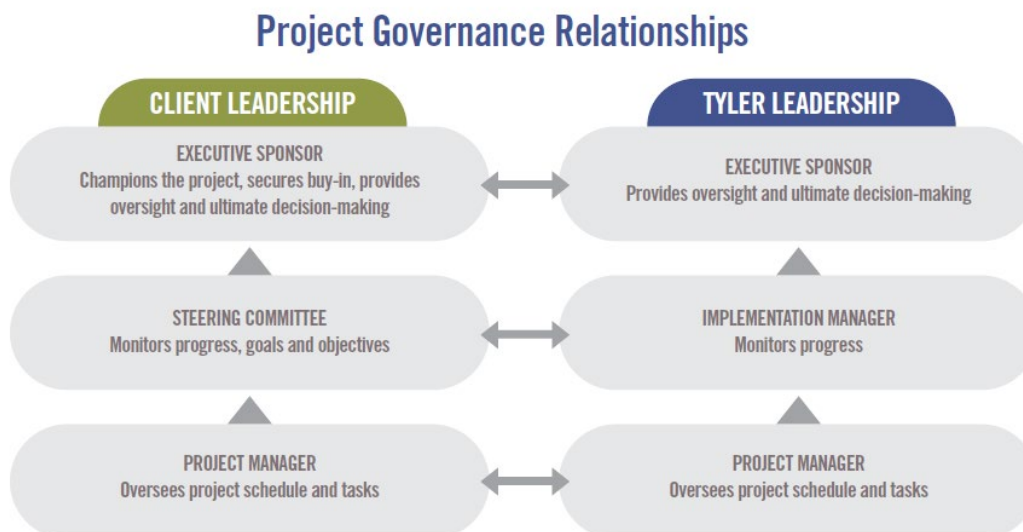 Project Governance Relationships
CLIENT LEADERSHIP
EXECUTIVE SPONSOR
Champions the project, secures buy-in, provides
oversight and ultimate decision-making
STEERING COMMITTEE
Monitors progress, goals and objectives
PROJECT MANAGER
Oversees project schedule and tasks
TYLER LEADERSHIP
EXECUTIVE SPONSOR
Provides oversight and ultimate decision-making
IMPLEMENTATION MANAGER
Monitors progress
PROJECT MANAGER
Oversees project schedule and tasks